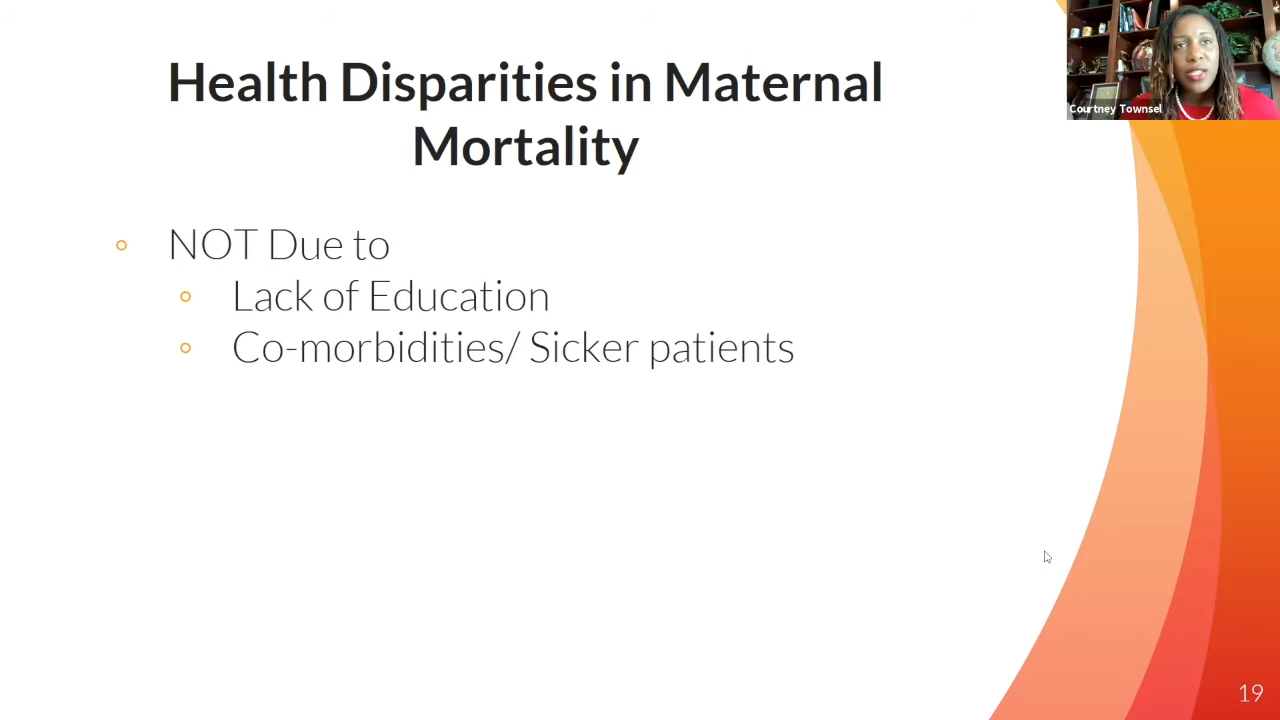 Health Disparities in Maternal
Mortality
NOT Due to
Lack of Education
Co-morbidities/ Sicker patients
Courtney Townsel
19